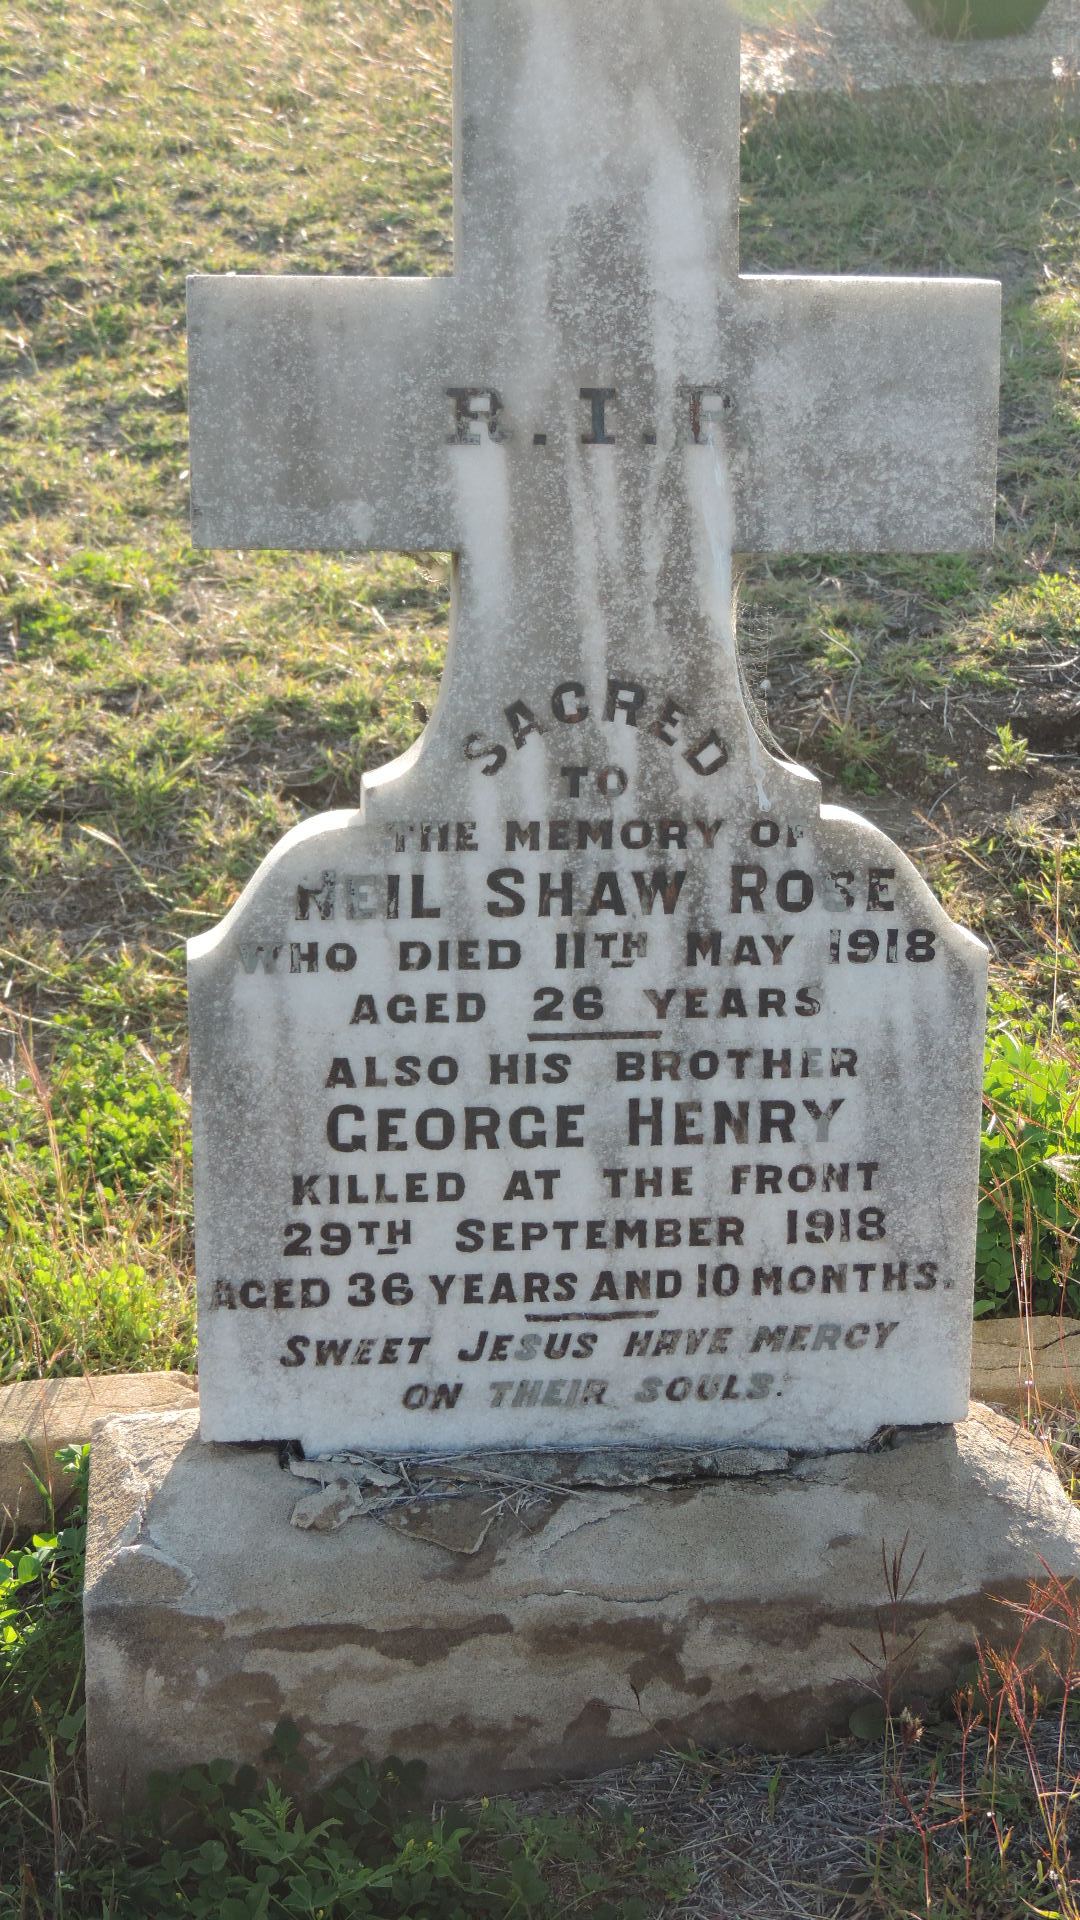 R.I.P
SACRED
TO
THE MEMORY OF
NEIL SHAW ROSE
WHO DIED 11TH MAY 1918
AGED 26 YEARS
ALSO HIS BROTHER
GEORGE HENRY
KILLED AT THE FRONT
29TH SEPTEMBER 1918
AGED 36 YEARS AND 10 MONTHS.
SWEET JESUS HAVE MERCY
ON THEIR SOULS.